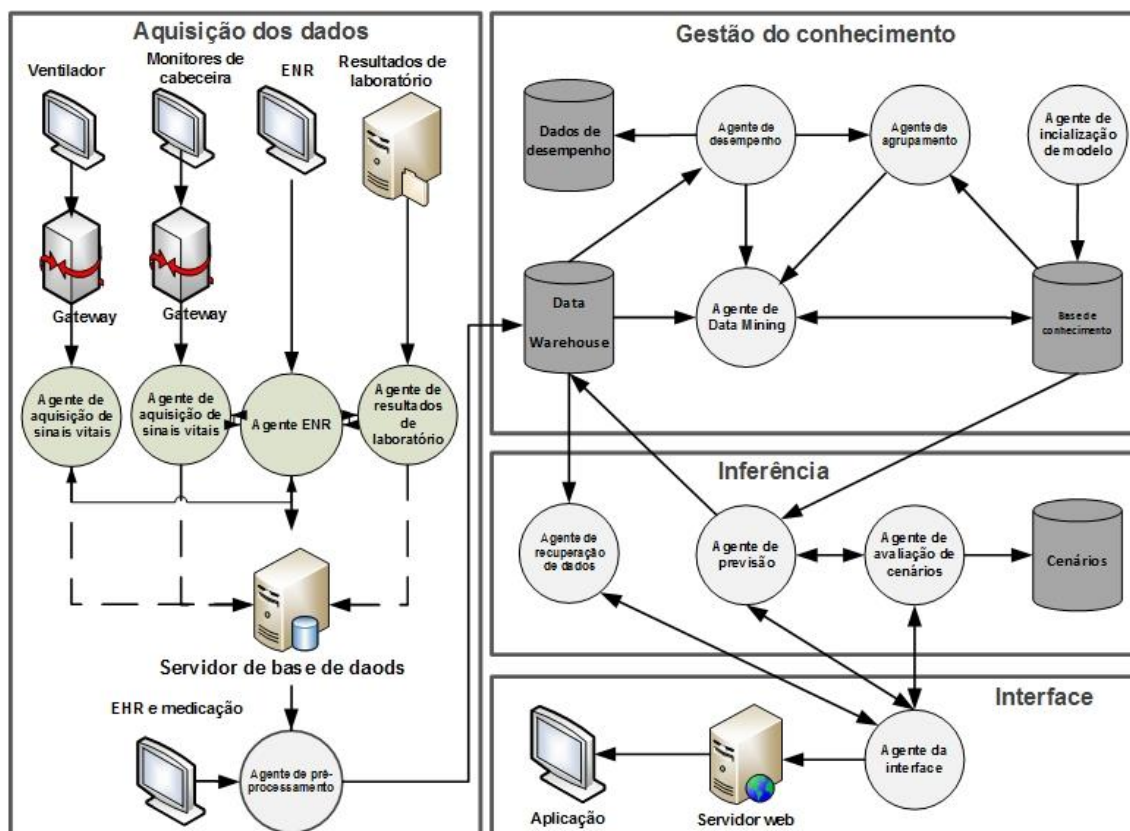 Aquisição dos dados
Ventilador
Monitores de
cabeceira
ENR
Resultados de
laboratório
Gateway
Gateway
Agente de
aquisição de
sinais vitais
Agente de
aquisição de
sinais vitais
Agente ENR
Agente de
resultados
de
laboratório
Servidor de base de daods
EHR e medicação
Agente de pré-
processamento
Gestão do conhecimento
Dados de
desempenho
Agente de
desempenho
Agente de
agrupamento
Agente de
incialização
de modelo
Data
Warehouse
Agente de
Data Mining
Base de
conhecimento
Inferência
Agente de
recuperação
de dados
Agente de
previsão
Agente de
avaliação de
cenários
Cenários
Interface
Aplicação
Servidor web
Agente da
interface